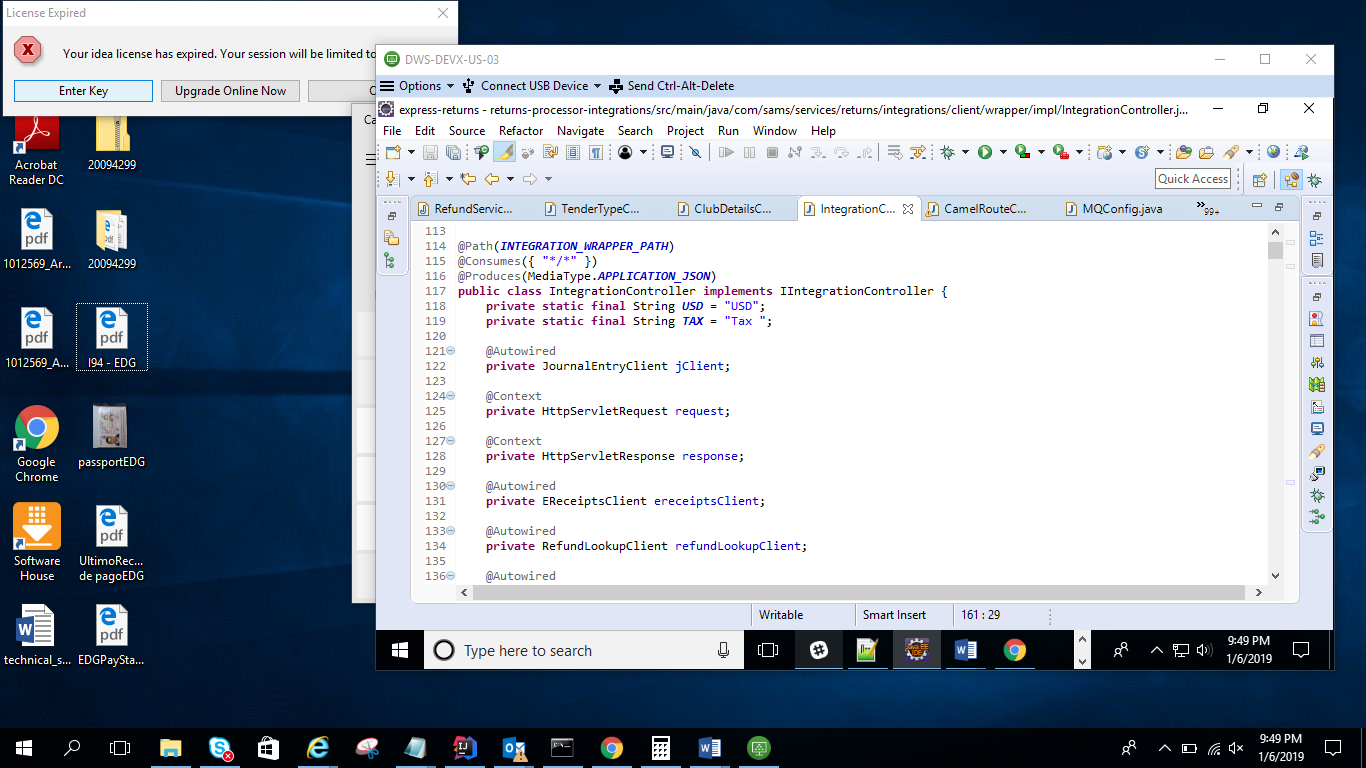 License Expired
Your idea license has expired. Your session will be limited to
Enter Key
Upgrade Online Now
DWS-DEVX-US-03
Options
Connect USB Device
Send Ctrl-Alt-Delete
express-returns - returns-processor-integrations/src/main/java/com/sams/services/returns/integrations/client/wrapper/impl/IntegrationController.j...
File Edit Source Refactor Navigate Search Project Run Window Help
Quick Access
RefundServic... TenderTypeC... ClubDetailsC... IntegrationC... CamelRouteC... MQConfig.java 99+
113
114 @Path(INTEGRATION_WRAPPER_PATH)
115 @Consumes({ "*/*" })
116 @Produces(MediaType.APPLICATION_JSON)
117 public class IntegrationController implements IIntegrationController {
118 private static final String USD = "USD";
119 private static final String TAX = "Tax ";
120
121 @Autowired
122 private JournalEntryClient jClient;
123
124 @Context
125 private HttpServletRequest request;
126
127 @Context
128 private HttpServletResponse response;
129
130 @Autowired
131 private EReceiptsClient ereceiptsClient;
132
133 @Autowired
134 private RefundLookupClient refundLookupClient;
135
136 @Autowired
Writable
Smart Insert
161 : 29
Type here to search
9:49 PM
1/6/2019
Acrobat
Reader DC
20094299
1012569_Ar...
20094299
1012569_A...
I94 - EDG
Google
Chrome
passportEDG
Software
House
UltimoRec...
de pagoEDG
technical_s...
EDGPaySta...
9:49 PM
1/6/2019